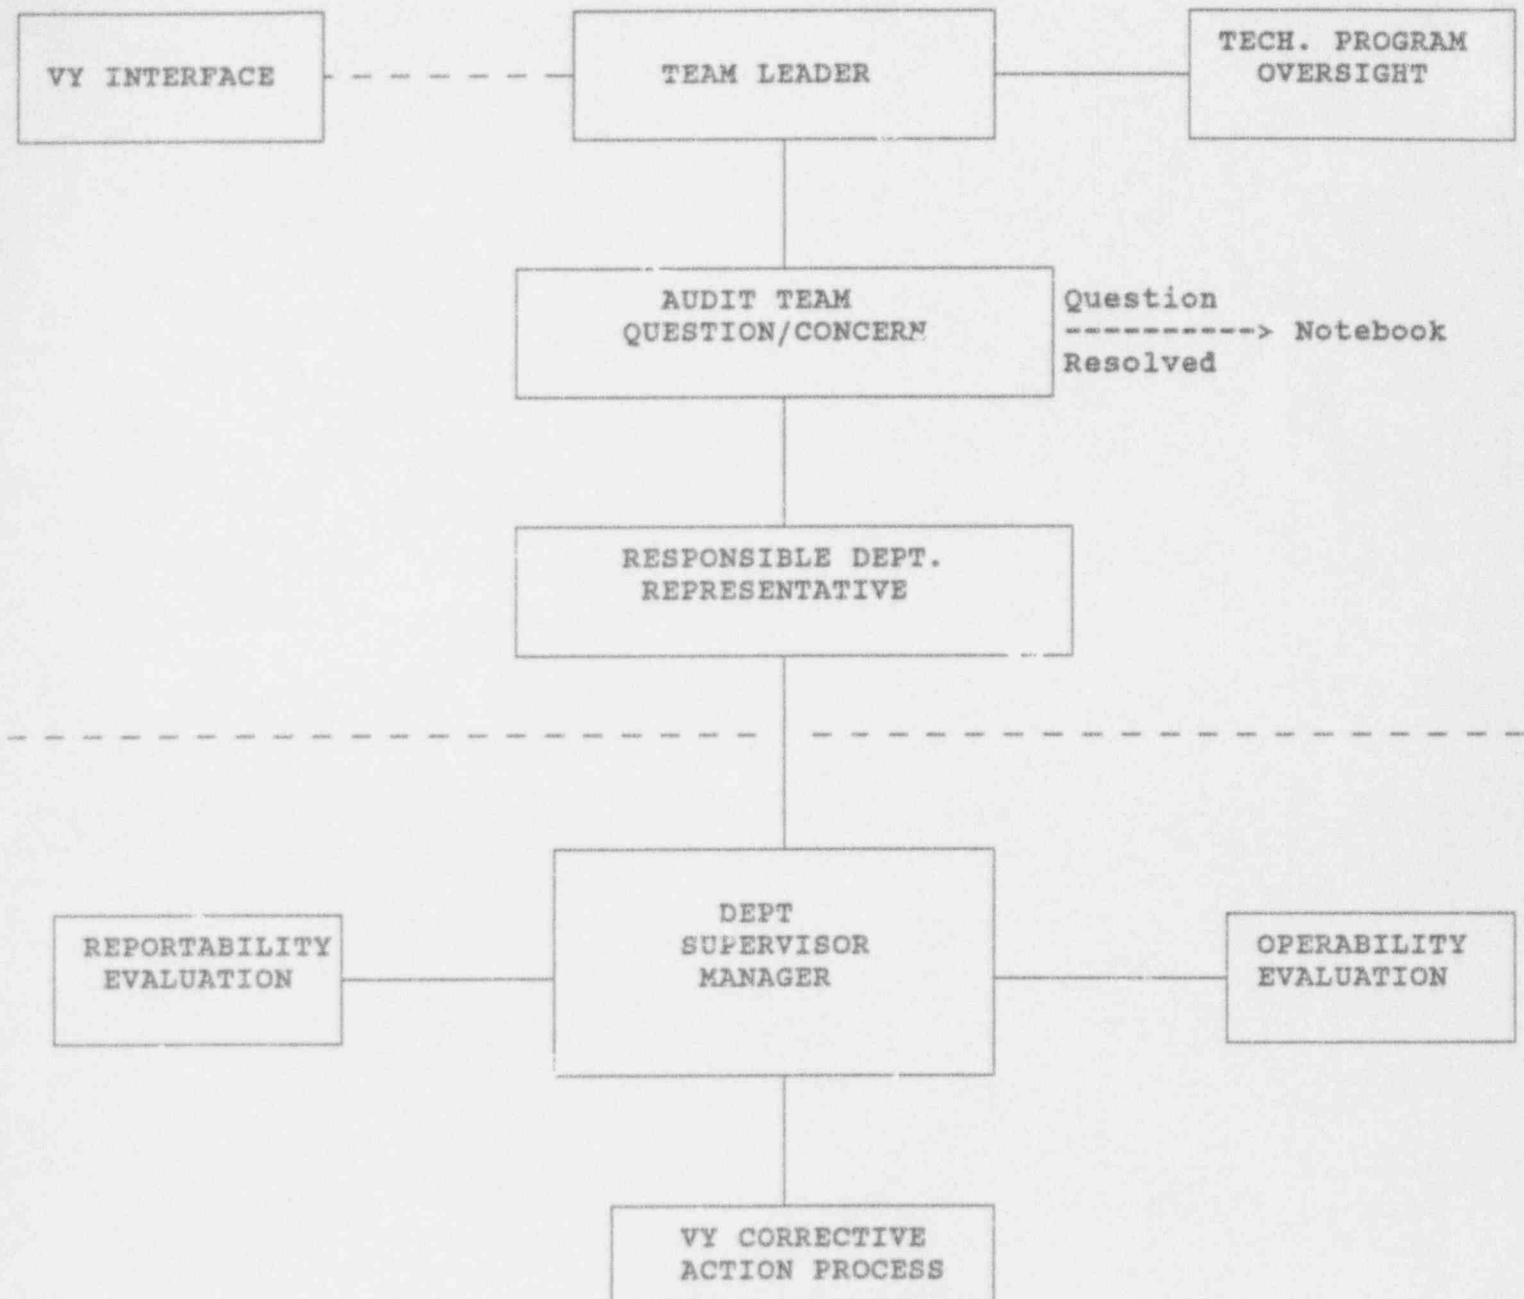 VY INTERFACE
TEAM LEADER
TECH. PROGRAM
OVERSIGHT
AUDIT TEAM
QUESTION/CONCERN
Question
----------> Notebook
Resolved
RESPONSIBLE DEPT.
REPRESENTATIVE
DEPT
SUPERVISOR
MANAGER
REPORTABILITY
EVALUATION
OPERABILITY
EVALUATION
VY CORRECTIVE
ACTION PROCESS